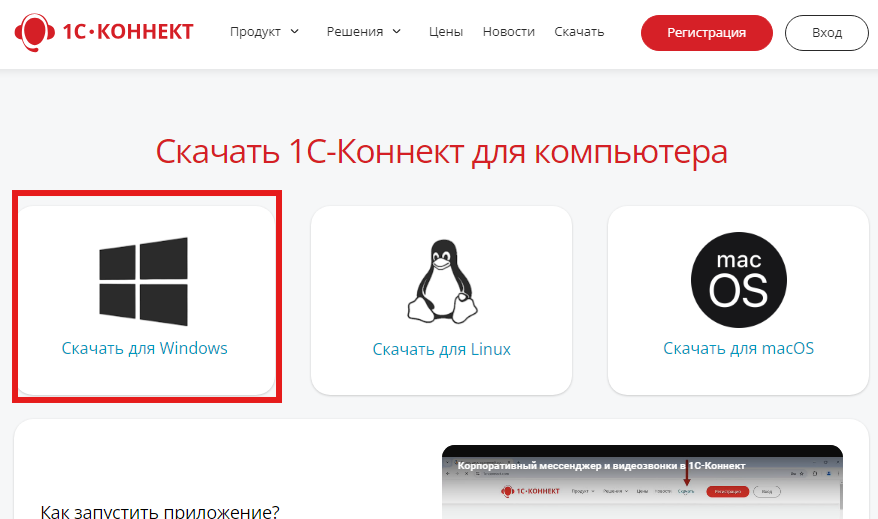 1С·КОННЕКТ Продукт Решения Цены Новости Скачать Регистрация Вход
Скачать 1С-Коннект для компьютера
mac
OS
Скачать для Windows Скачать для Linux Скачать для macOS
Корпоративный мессенджер и видеозвонки в 1С-Коннект
1С·КОННЕКТ Продукт Решения Цены Новости Скачать Регистрация Вход
Как запустить приложение?